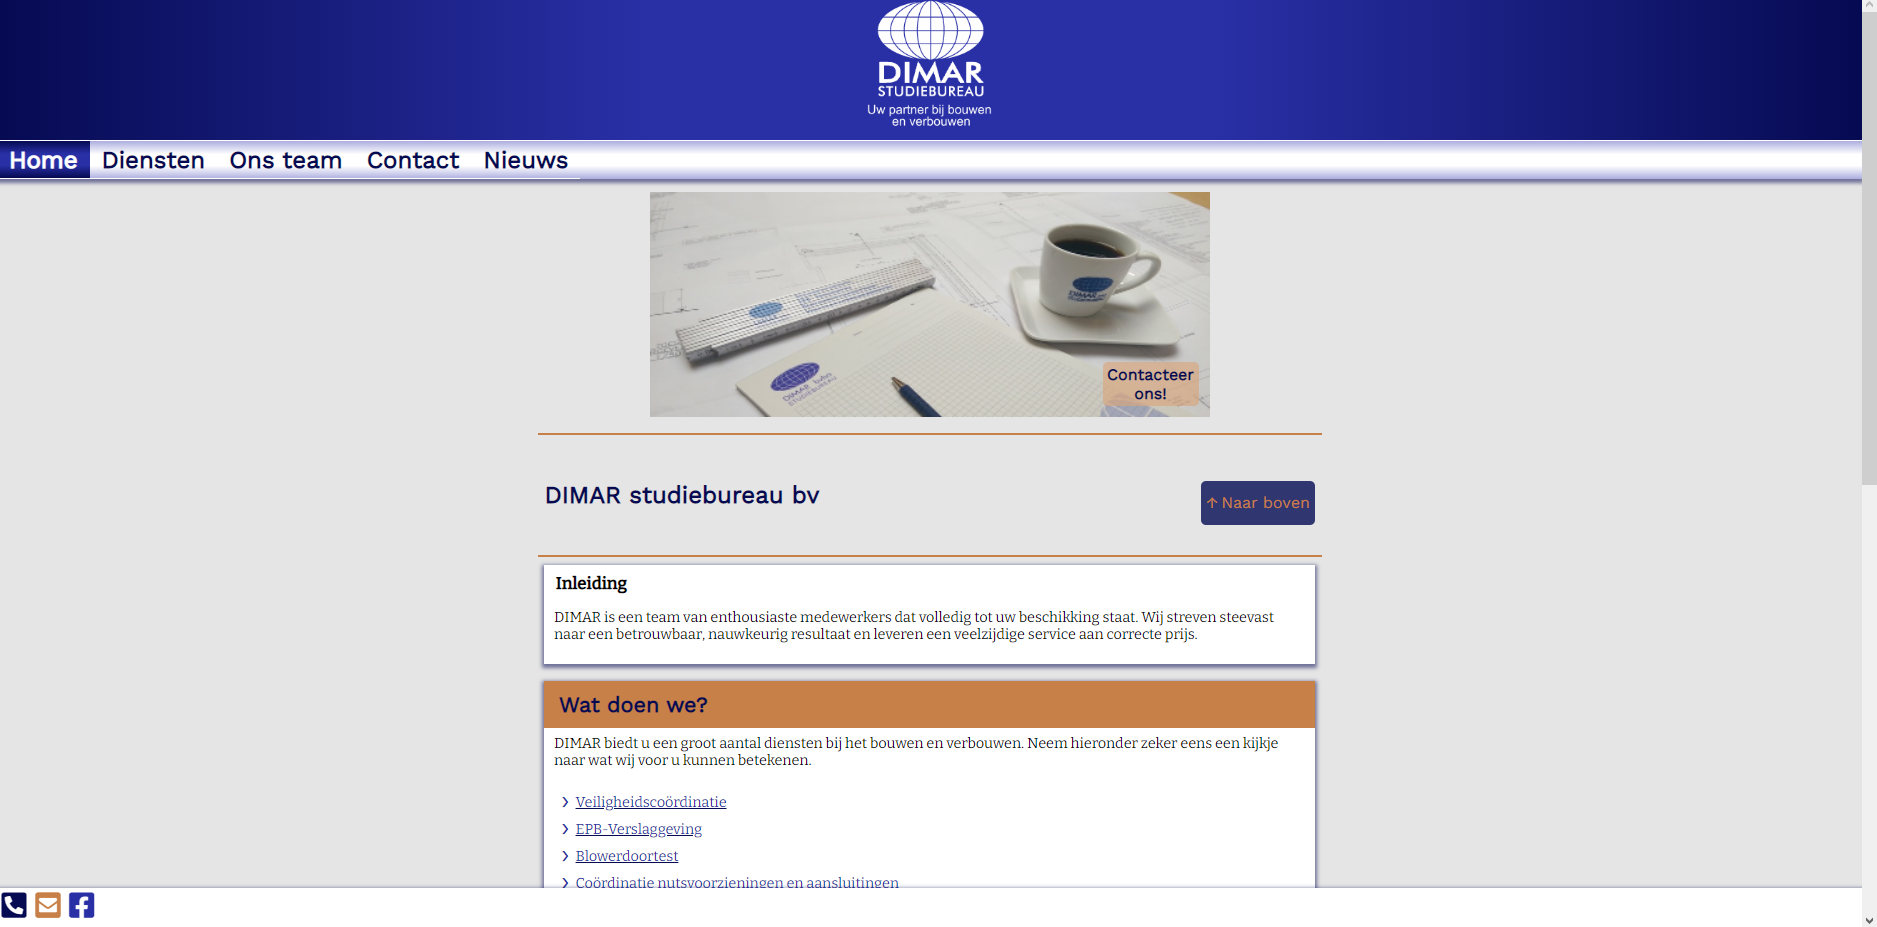 DIMAR
STUDIEBUREAU
Uw partner bij bouwen
en verbouwen
Home Diensten Ons team Contact Nieuws
DIMAR
DIMAR bvba
STUDIEBUREAU
Contacteer
ons!
DIMAR studiebureau bv
↑ Naar boven
Inleiding
DIMAR is een team van enthousiaste medewerkers dat volledig tot uw beschikking staat. Wij streven steevast
naar een betrouwbaar, nauwkeurig resultaat en leveren een veelzijdige service aan correcte prijs.
Wat doen we?
DIMAR biedt u een groot aantal diensten bij het bouwen en verbouwen. Neem hieronder zeker eens een kijkje
naar wat wij voor u kunnen betekenen.
Veiligheidscoördinatie
EPB-Verslaggeving
Blowerdoortest
Coördinatie nutsvoorzieningen en aansluitingen